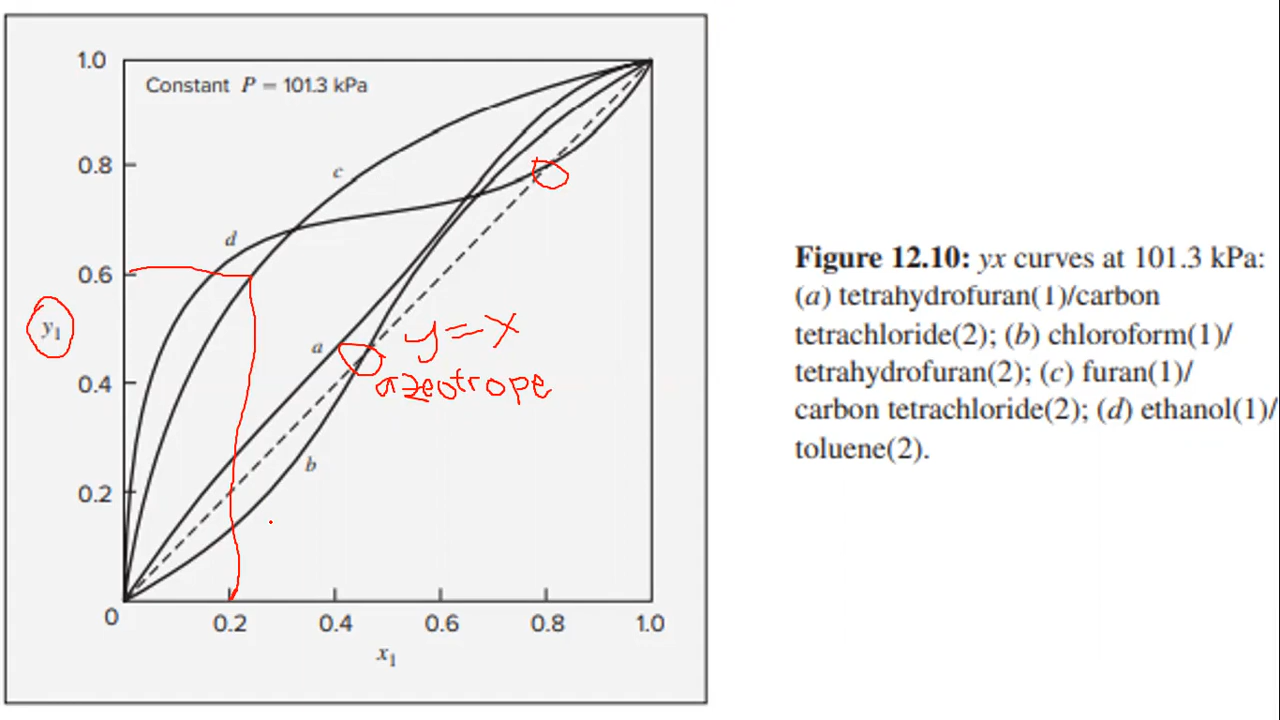 1.0
Constant P = 101.3 kPa
0.8
c
d
0.6
y₁
a
y=x
azeotrope
0.4
b
0.2
0
0.2 0.4 0.6 0.8 1.0
x₁
Figure 12.10: yx curves at 101.3 kPa:
(a) tetrahydrofuran(1)/carbon
tetrachloride(2); (b) chloroform(1)/
tetrahydrofuran(2); (c) furan(1)/
carbon tetrachloride(2); (d) ethanol(1)/
toluene(2).